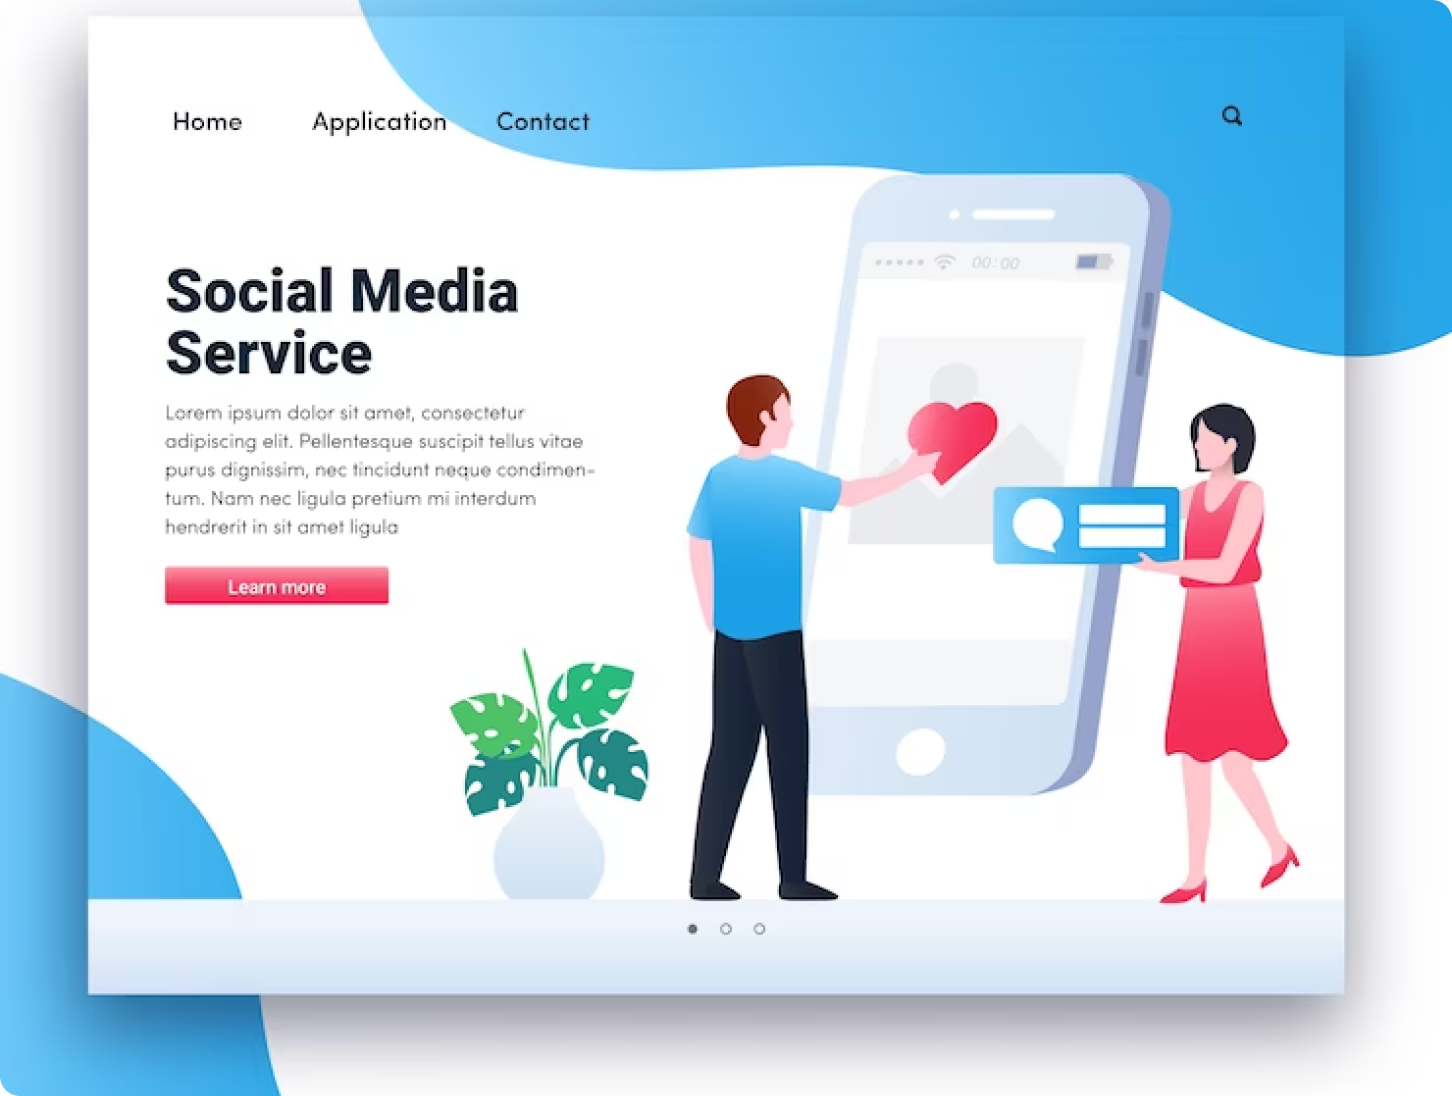 Home Application Contact
Social Media
Service
Lorem ipsum dolor sit amet, consectetur
adipiscing elit. Pellentesque suscipit tellus vitae
purus dignissim, nec tincidunt neque condimen-
tum. Nam nec ligula pretium mi interdum
hendrerit in sit amet ligula
Learn more
00:00